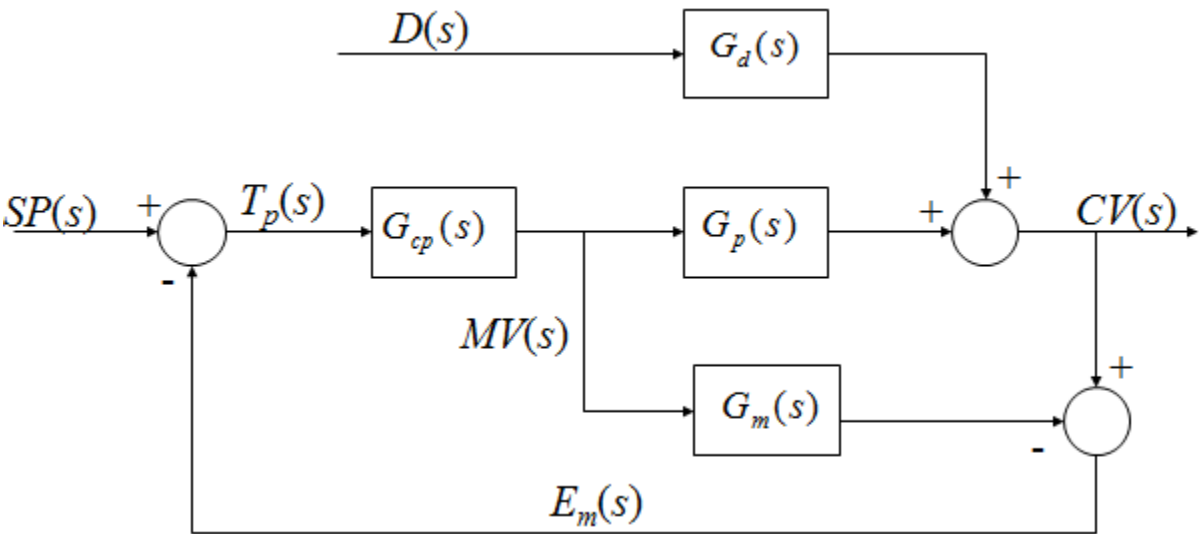 D(s)
G_d(s)
+
SP(s)
+
T_p(s)
G_cp(s)
G_p(s)
+
CV(s)
-
MV(s)
G_m(s)
+
-
E_m(s)